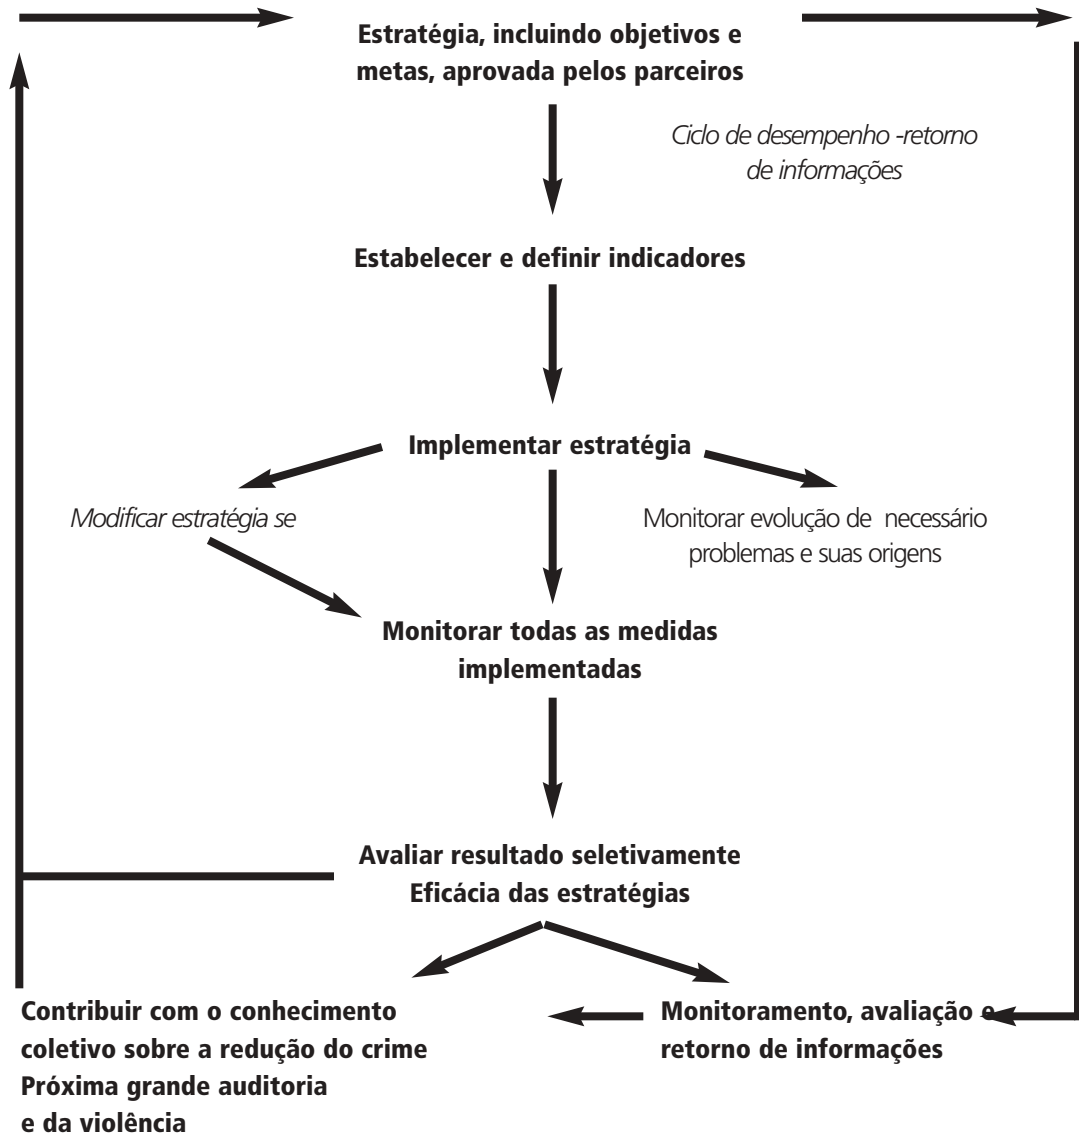 Estratégia, incluindo objetivos e
metas, aprovada pelos parceiros
Ciclo de desempenho -retorno
de informações
Estabelecer e definir indicadores
Implementar estratégia
Modificar estratégia se
Monitorar evolução de necessário
problemas e suas origens
Monitorar todas as medidas
implementadas
Avaliar resultado seletivamente
Eficácia das estratégias
Contribuir com o conhecimento
coletivo sobre a redução do crime
Próxima grande auditoria
e da violência
Monitoramento, avaliação e
retorno de informações